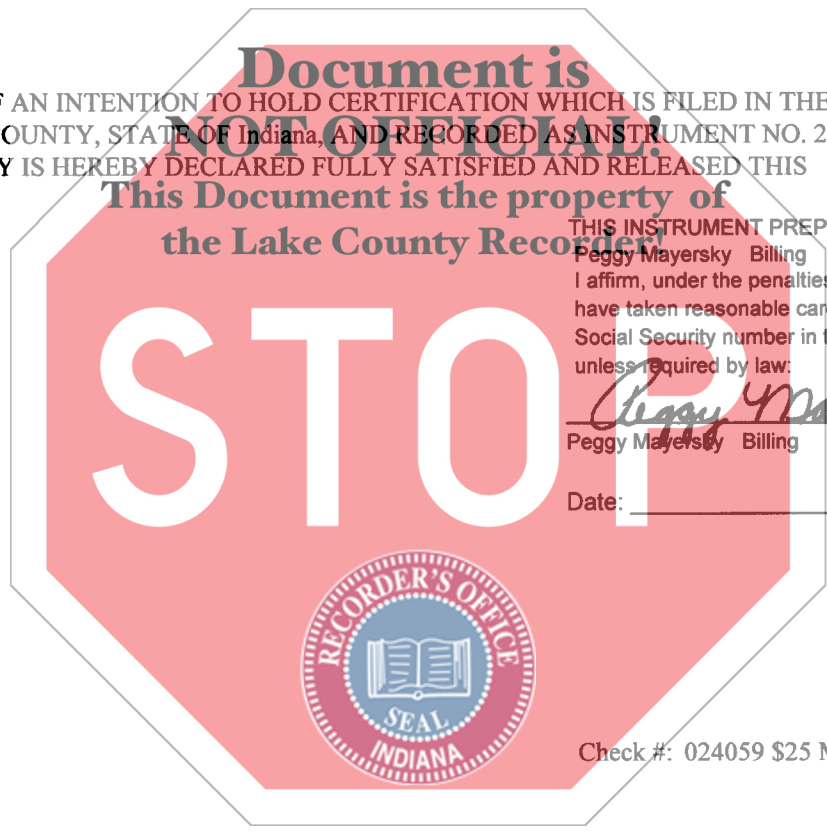 Document is
F AN INTENTION TO HOLD CERTIFICATION WHICH IS FILED IN THE
OUNTY, STATE OF Indiana, AND RECORDED AS INSTRUMENT NO. 2
NOT OFFICIAL!
Y IS HEREBY DECLARED FULLY SATISFIED AND RELEASED THIS
This Document is the property of
the Lake County Recorder!
THIS INSTRUMENT PREP
Peggy Mayersky Billing
I affirm, under the penalties
have taken reasonable car
Social Security number in t
unless required by law:
Peggy Ma
Peggy Mayersky Billing
Date:
STOP
RECORDER'S OFFICE
SEAL
INDIANA
Check #: 024059 $25 M